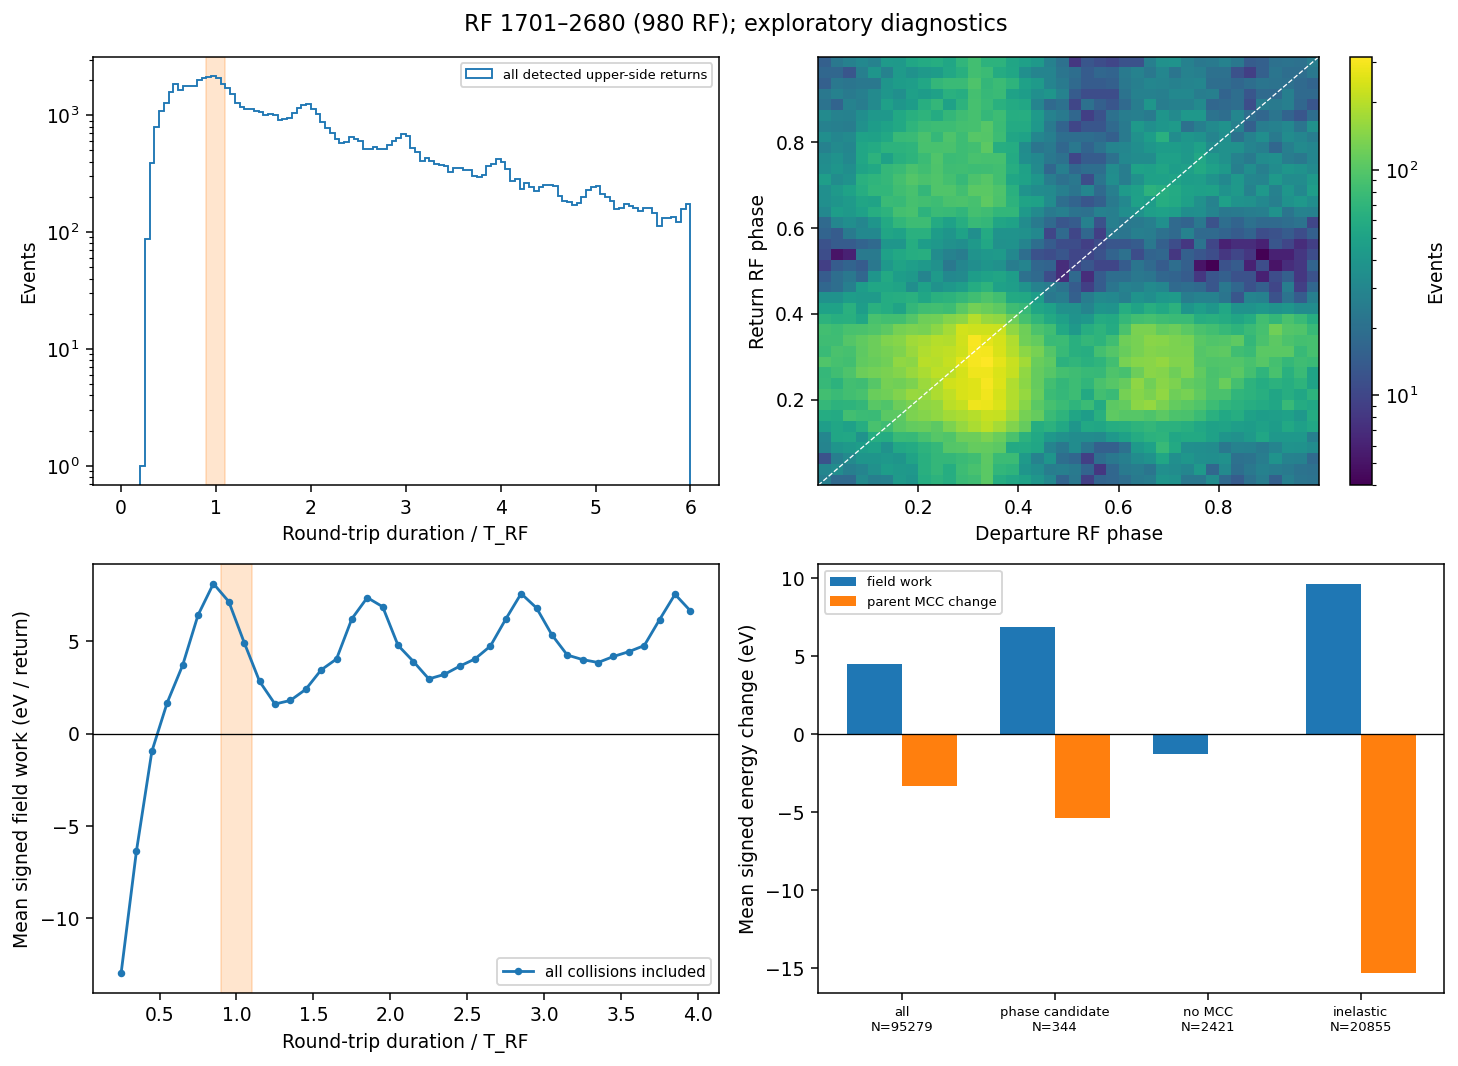 RF 1701–2680 (980 RF); exploratory diagnostics
all detected upper-side returns
Events
10³
10²
10¹
10⁰
0 1 2 3 4 5 6
Round-trip duration / T_RF
Return RF phase
0.8
0.6
0.4
0.2
0.2 0.4 0.6 0.8
Departure RF phase
10²
10¹
Events
Mean signed field work (eV / return)
5
0
−5
−10
all collisions included
0.5 1.0 1.5 2.0 2.5 3.0 3.5 4.0
Round-trip duration / T_RF
Mean signed energy change (eV)
10
5
0
−5
−10
−15
field work
parent MCC change
all
N=95279
phase candidate
N=344
no MCC
N=2421
inelastic
N=20855